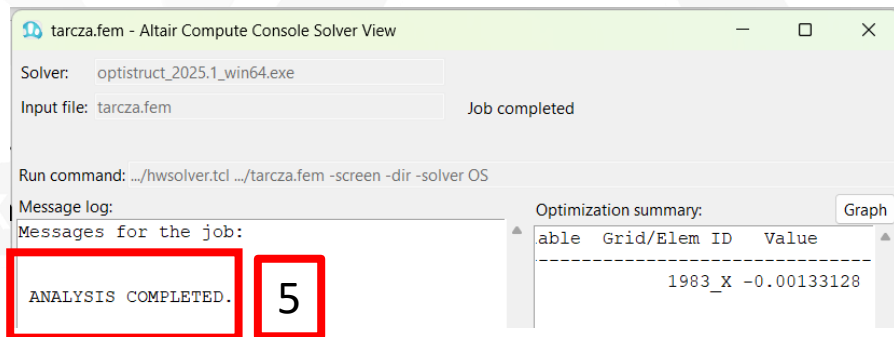 tarcza.fem - Altair Compute Console Solver View
Solver: optistruct_2025.1_win64.exe
Input file: tarcza.fem Job completed
Run command: .../hwsolver.tcl .../tarcza.fem -screen -dir -solver OS
Message log:
Messages for the job:
ANALYSIS COMPLETED.
5
Optimization summary: Graph
able Grid/Elem ID Value
--------------------------------
1983_X -0.00133128